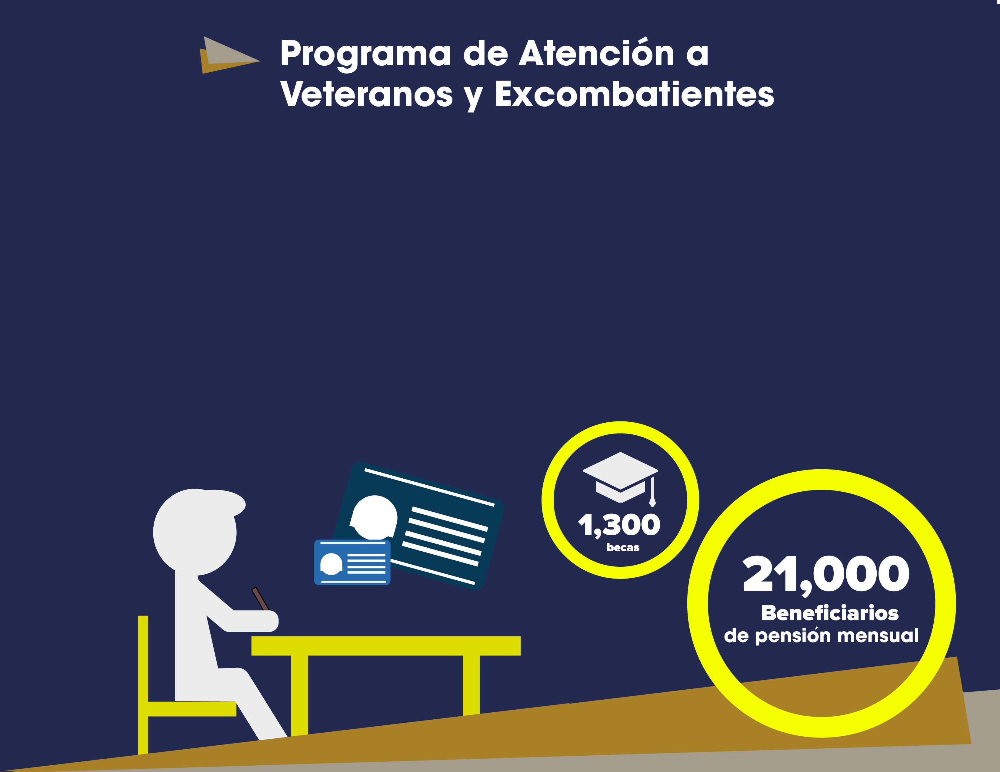 Programa de Atención a
Veteranos y Excombatientes
1,300
becas
21,000
Beneficiarios
de pensión mensual